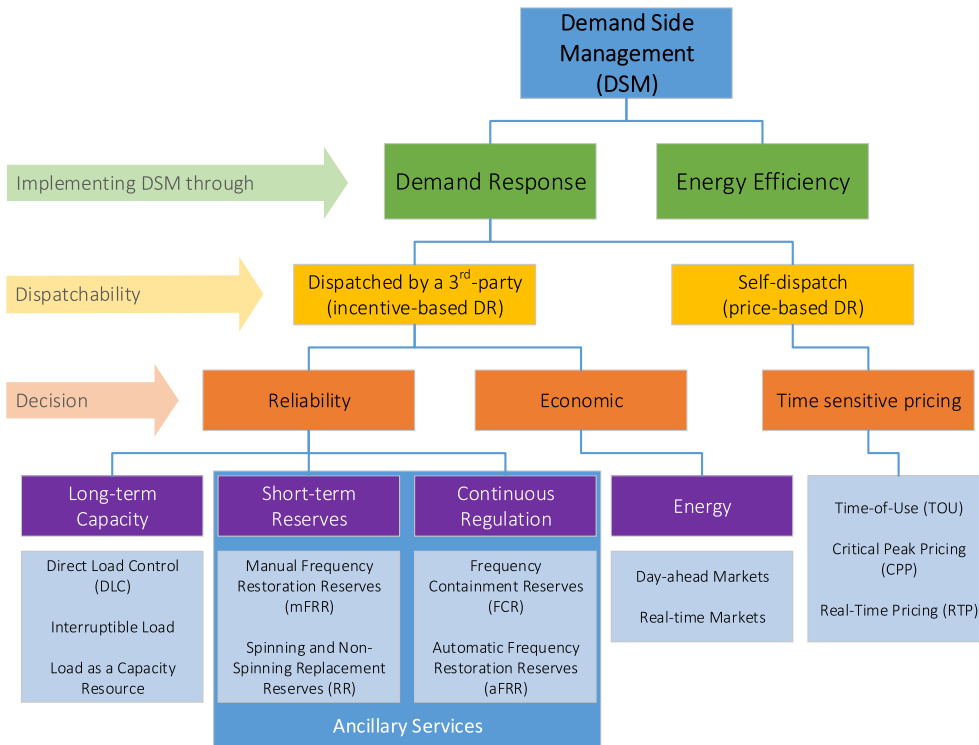 Demand Side
Management
(DSM)
Implementing DSM through
Demand Response
Energy Efficiency
Dispatchability
Dispatched by a 3rd-party
(incentive-based DR)
Self-dispatch
(price-based DR)
Decision
Reliability
Economic
Time sensitive pricing
Long-term
Capacity
Short-term
Reserves
Continuous
Regulation
Energy
Time-of-Use (TOU)
Critical Peak Pricing
(CPP)
Real-Time Pricing (RTP)
Direct Load Control
(DLC)
Interruptible Load
Load as a Capacity
Resource
Manual Frequency
Restoration Reserves
(mFRR)
Spinning and Non-
Spinning Replacement
Reserves (RR)
Frequency
Containment Reserves
(FCR)
Automatic Frequency
Restoration Reserves
(aFRR)
Day-ahead Markets
Real-time Markets
Ancillary Services